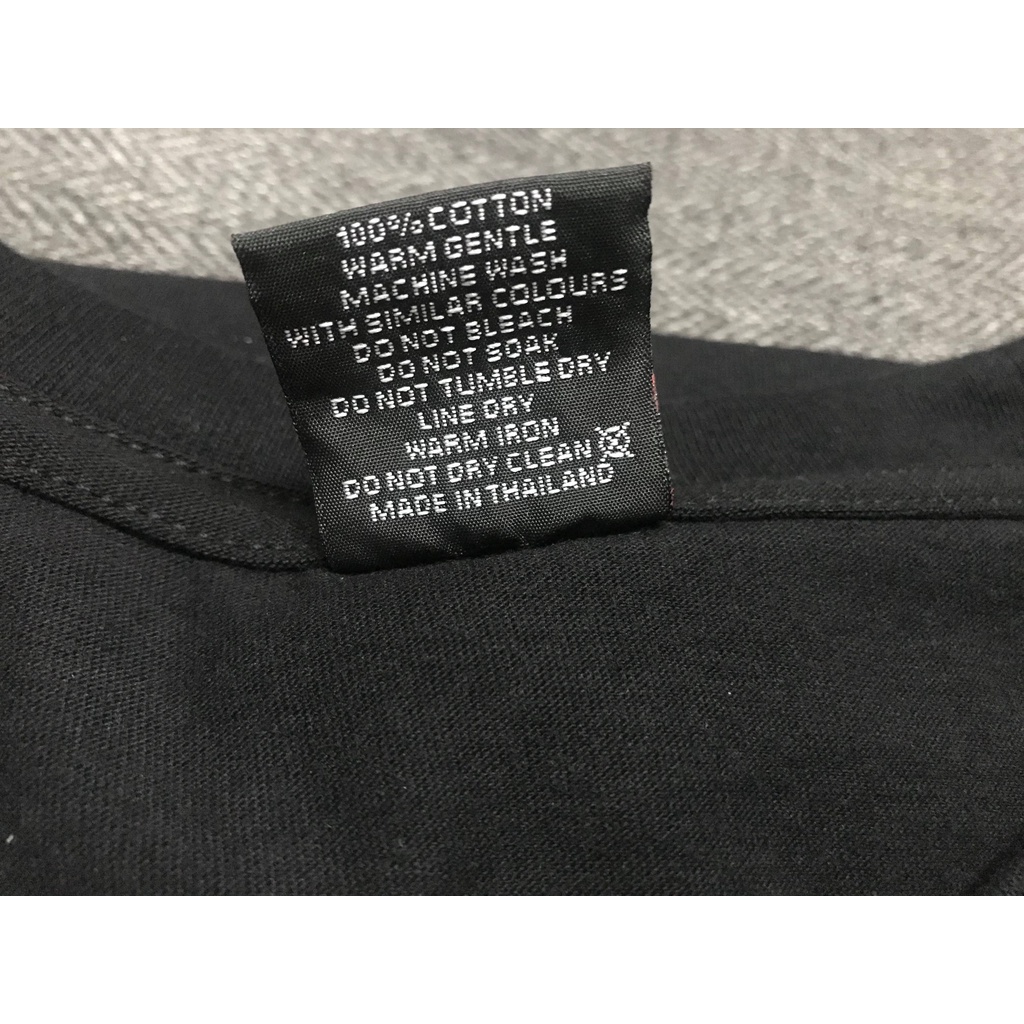 100% COTTON
WARM GENTLE
MACHINE WASH
WITH SIMILAR COLOURS
DO NOT BLEACH
DO NOT SOAK
DO NOT TUMBLE DRY
LINE DRY
WARM IRON
DO NOT DRY CLEAN
MADE IN THAILAND